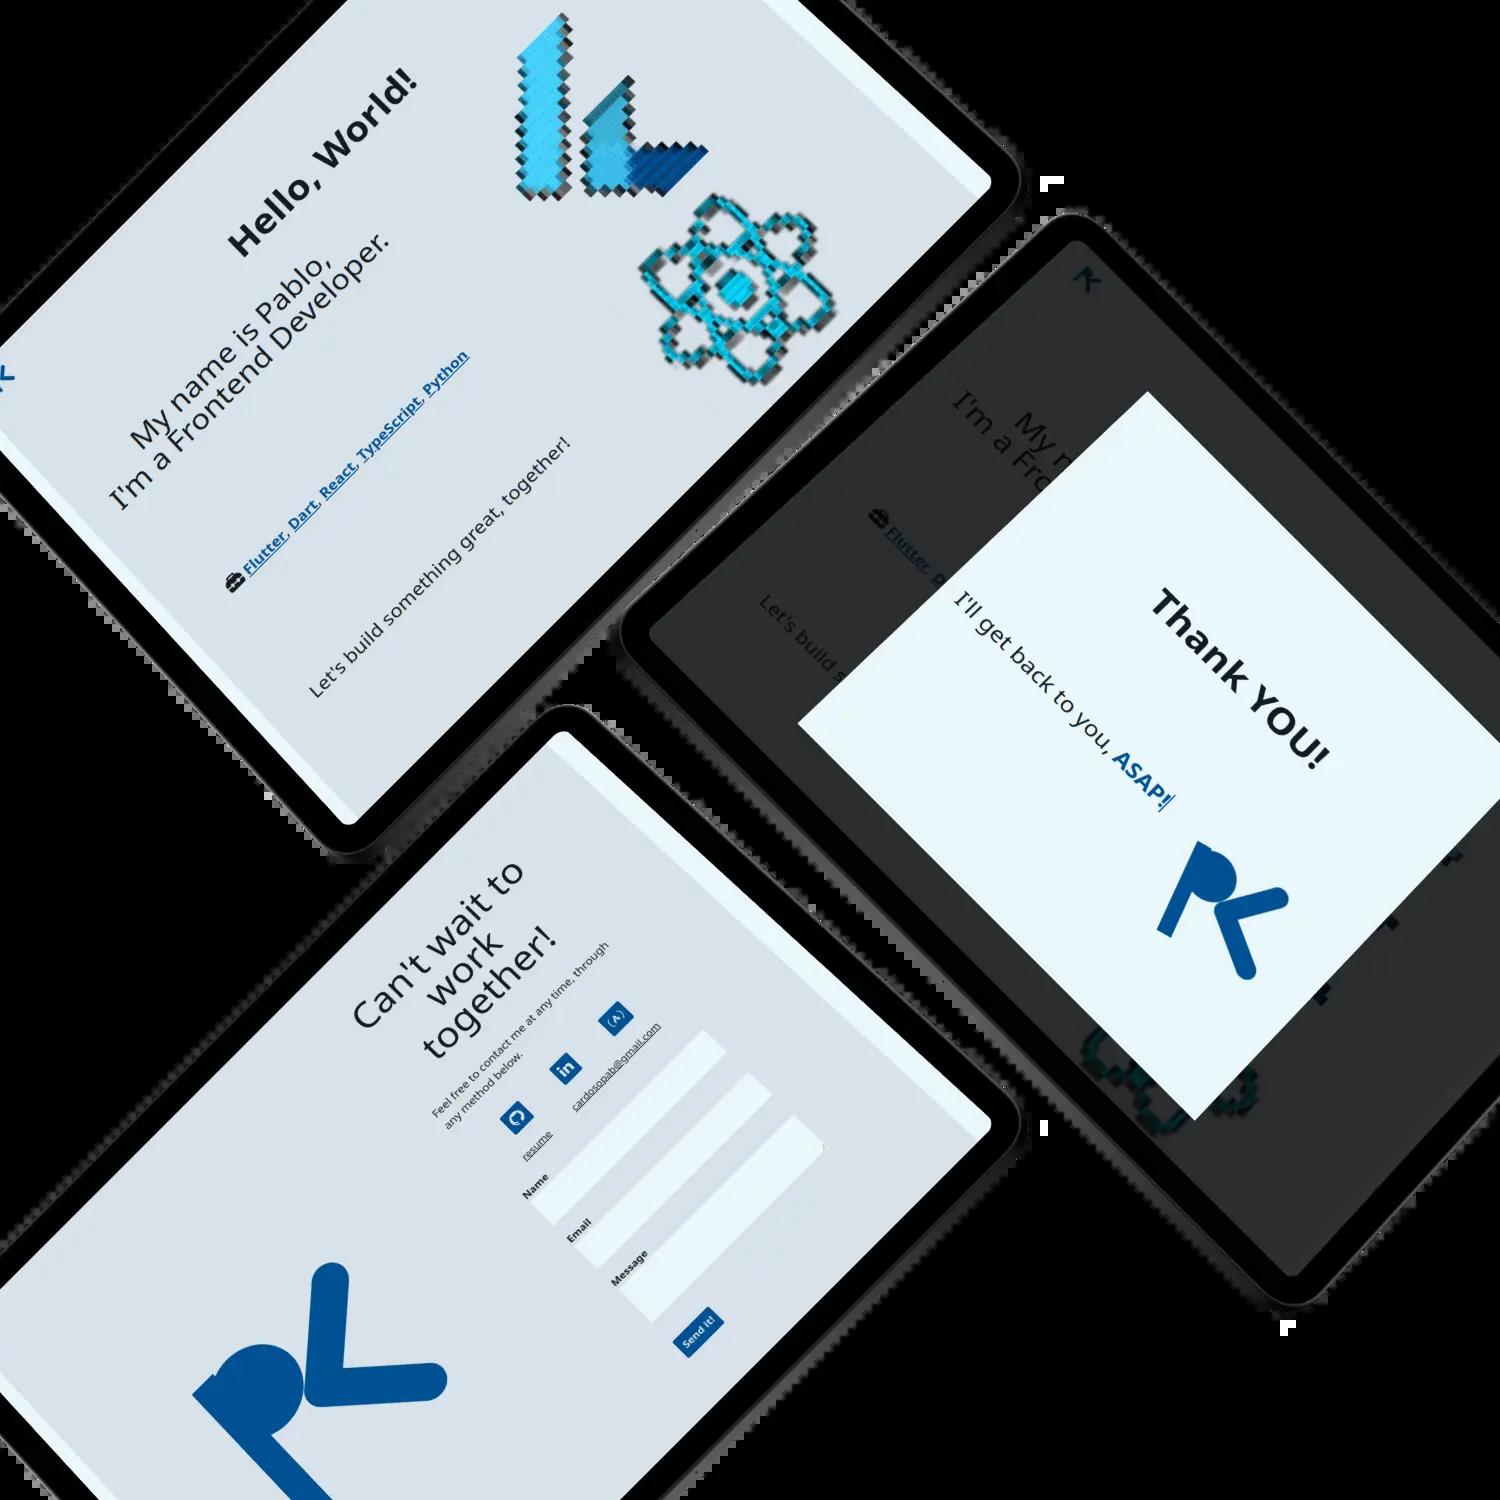 Hello, World!
My name is Pablo,
I'm a Frontend Developer.
Flutter, Dart, React, TypeScript, Python
Let's build something great, together!
My
I'm a Fro
Flutter, D
Let's build s
Thank YOU!
I'll get back to you, ASAP!
Can't wait to
work
together!
Feel free to contact me at any time, through
any method below.
in
(A)
resume
cardosopab@gmail.com
Name
Email
Message
Send it!